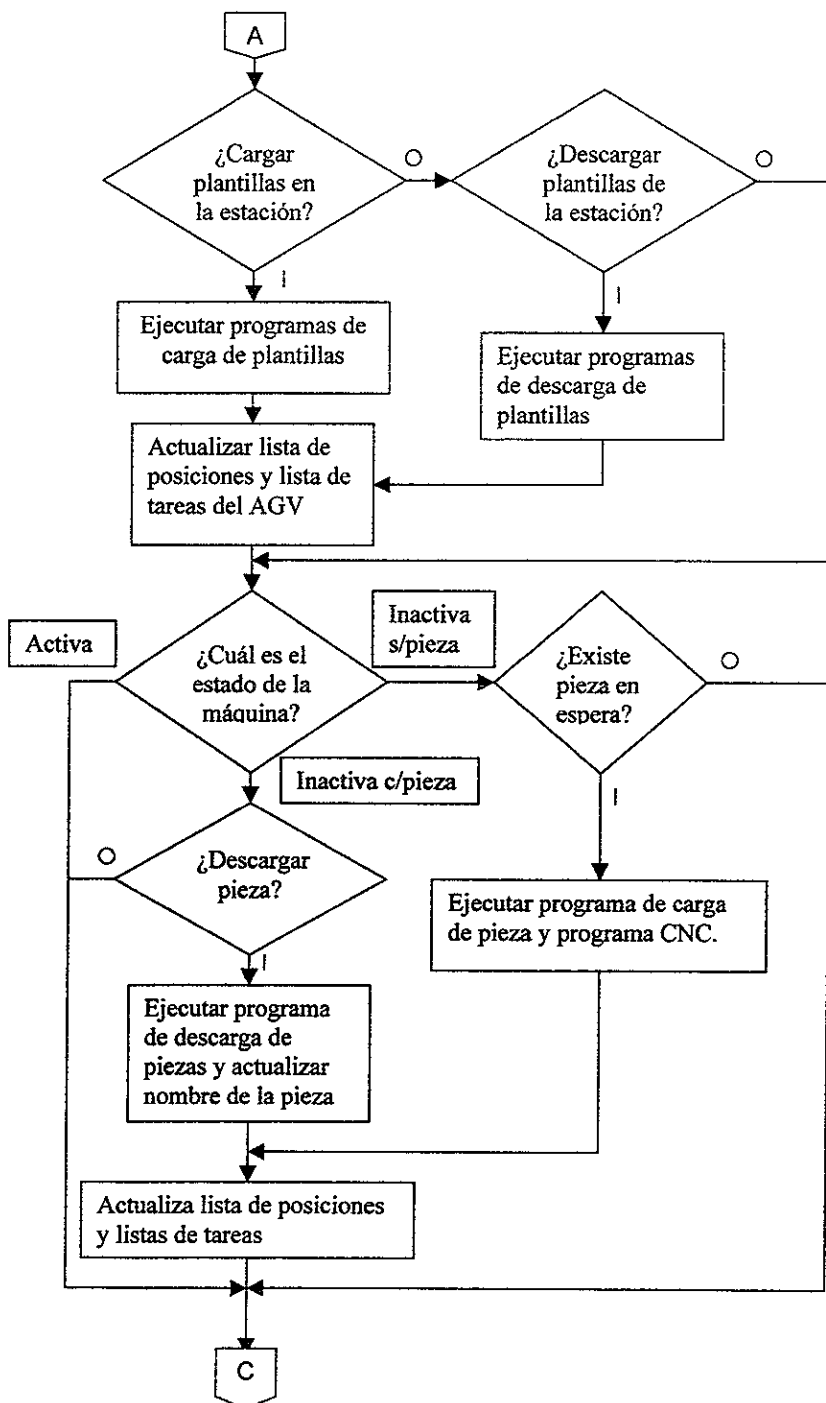 A
¿Cargar
plantillas en
la estación?
O
¿Descargar
plantillas de
la estación?
O
I
I
Ejecutar programas de
carga de plantillas
Ejecutar programas
de descarga de
plantillas
Actualizar lista de
posiciones y lista de
tareas del AGV
Activa
¿Cuál es el
estado de la
máquina?
Inactiva
s/pieza
¿Existe
pieza en
espera?
O
Inactiva c/pieza
I
O
¿Descargar
pieza?
Ejecutar programa de carga
de pieza y programa CNC.
I
Ejecutar programa
de descarga de
piezas y actualizar
nombre de la pieza
Actualiza lista de posiciones
y listas de tareas
C